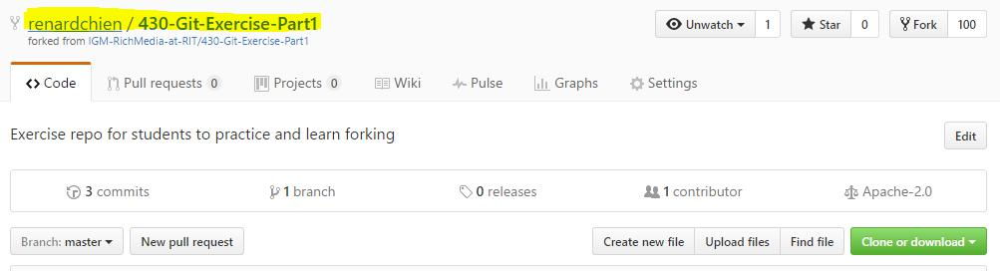 renardchien / 430-Git-Exercise-Part1 Unwatch 1 Star 0 Fork 100
forked from IGM-RichMedia-at-RIT/430-Git-Exercise-Part1
Code Pull requests 0 Projects 0 Wiki Pulse Graphs Settings
Exercise repo for students to practice and learn forking Edit
3 commits 1 branch 0 releases 1 contributor Apache-2.0
Branch: master New pull request Create new file Upload files Find file Clone or download